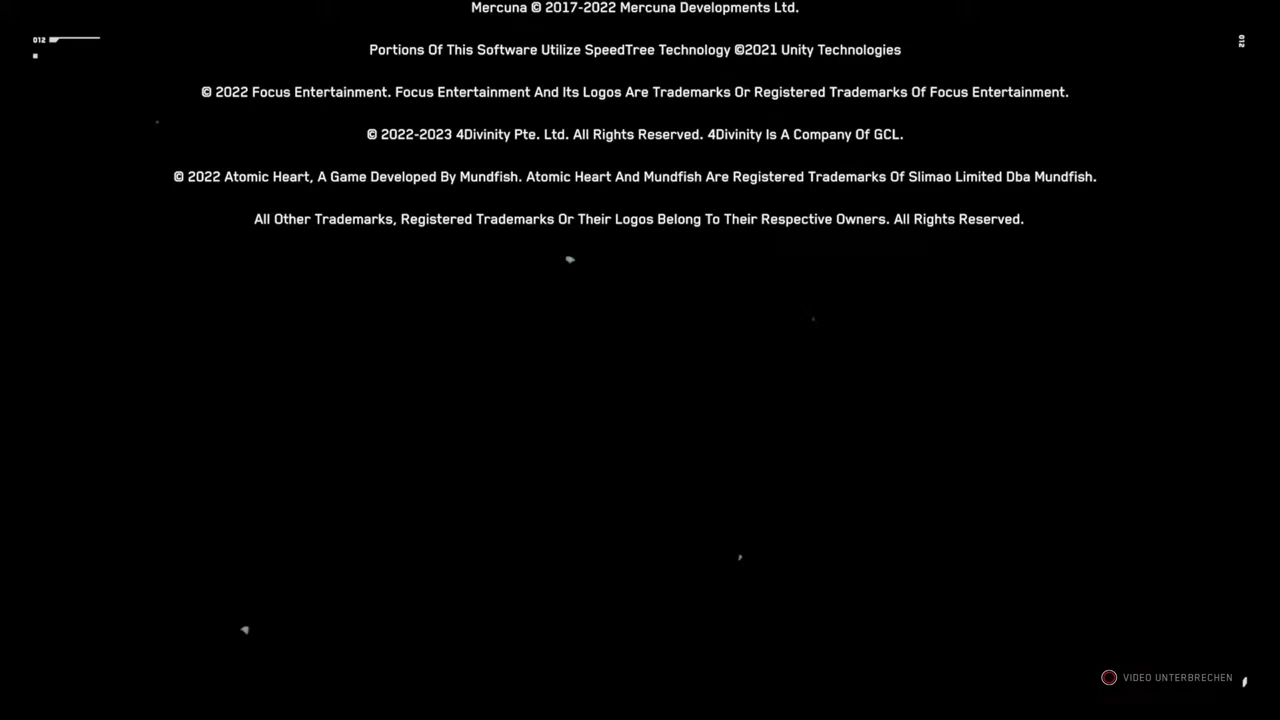 Mercuna © 2017-2022 Mercuna Developments Ltd.
012
012
Portions Of This Software Utilize SpeedTree Technology ©2021 Unity Technologies
© 2022 Focus Entertainment. Focus Entertainment And Its Logos Are Trademarks Or Registered Trademarks Of Focus Entertainment.
© 2022-2023 4Divinity Pte. Ltd. All Rights Reserved. 4Divinity Is A Company Of GCL.
© 2022 Atomic Heart, A Game Developed By Mundfish. Atomic Heart And Mundfish Are Registered Trademarks Of Slimao Limited Dba Mundfish.
All Other Trademarks, Registered Trademarks Or Their Logos Belong To Their Respective Owners. All Rights Reserved.
VIDEO UNTERBRECHEN